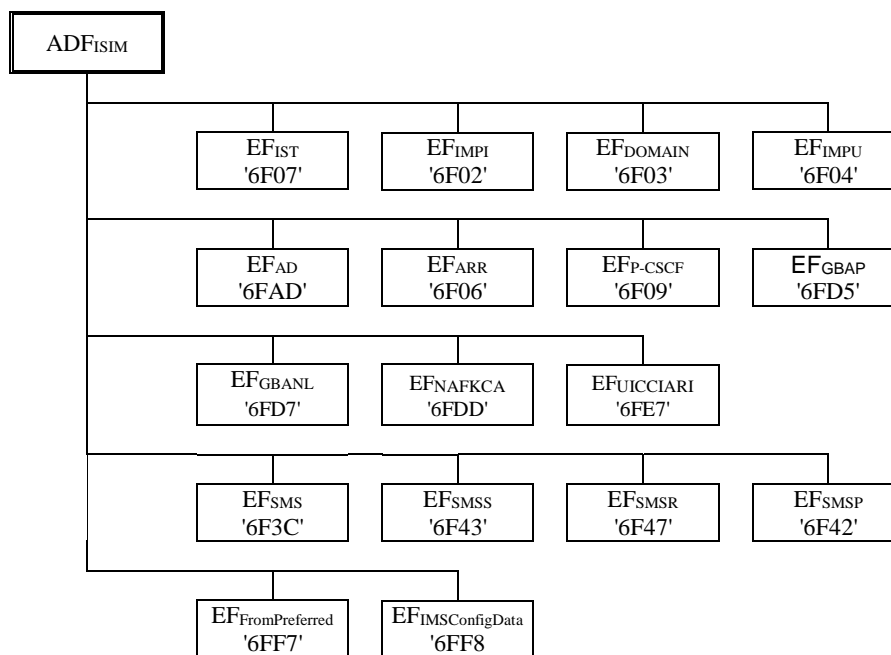 ADFISIM
EFIST
'6F07'
EFIMPI
'6F02'
EFDOMAIN
'6F03'
EFIMPU
'6F04'
EFAD
'6FAD'
EFARR
'6F06'
EFP-CSCF
'6F09'
EFGBAP
'6FD5'
EFGBANL
'6FD7'
EFNAFKCA
'6FDD'
EFUICCIARI
'6FE7'
EFSMS
'6F3C'
EFSMSS
'6F43'
EFSMSR
'6F47'
EFSMSP
'6F42'
EFFromPreferred
'6FF7'
EFIMSConfigData
'6FF8